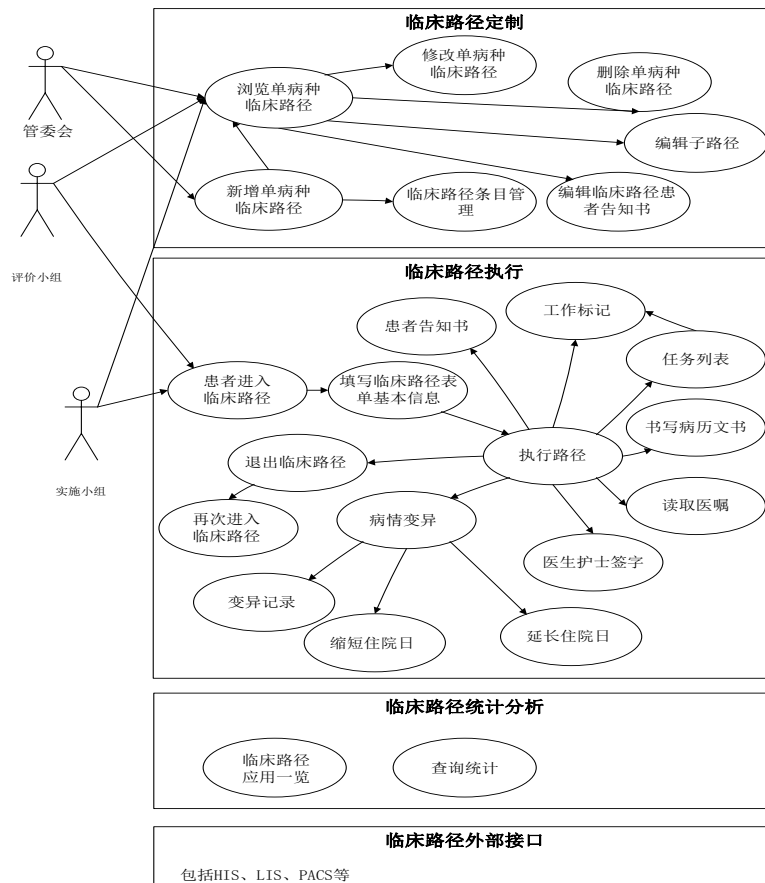 临床路径定制
管委会
评价小组
实施小组
浏览单病种
临床路径
修改单病种
临床路径
删除单病种
临床路径
编辑子路径
新增单病种
临床路径
临床路径条目管
理
编辑临床路径患
者告知书
临床路径执行
患者告知书
工作标记
任务列表
患者进入
临床路径
填写临床路径表
单基本信息
执行路径
书写病历文书
退出临床路径
读取医嘱
再次进入
临床路径
病情变异
医生护士签字
变异记录
缩短住院日
延长住院日
临床路径统计分析
临床路径
应用一览
查询统计
临床路径外部接口
包括HIS、LIS、PACS等